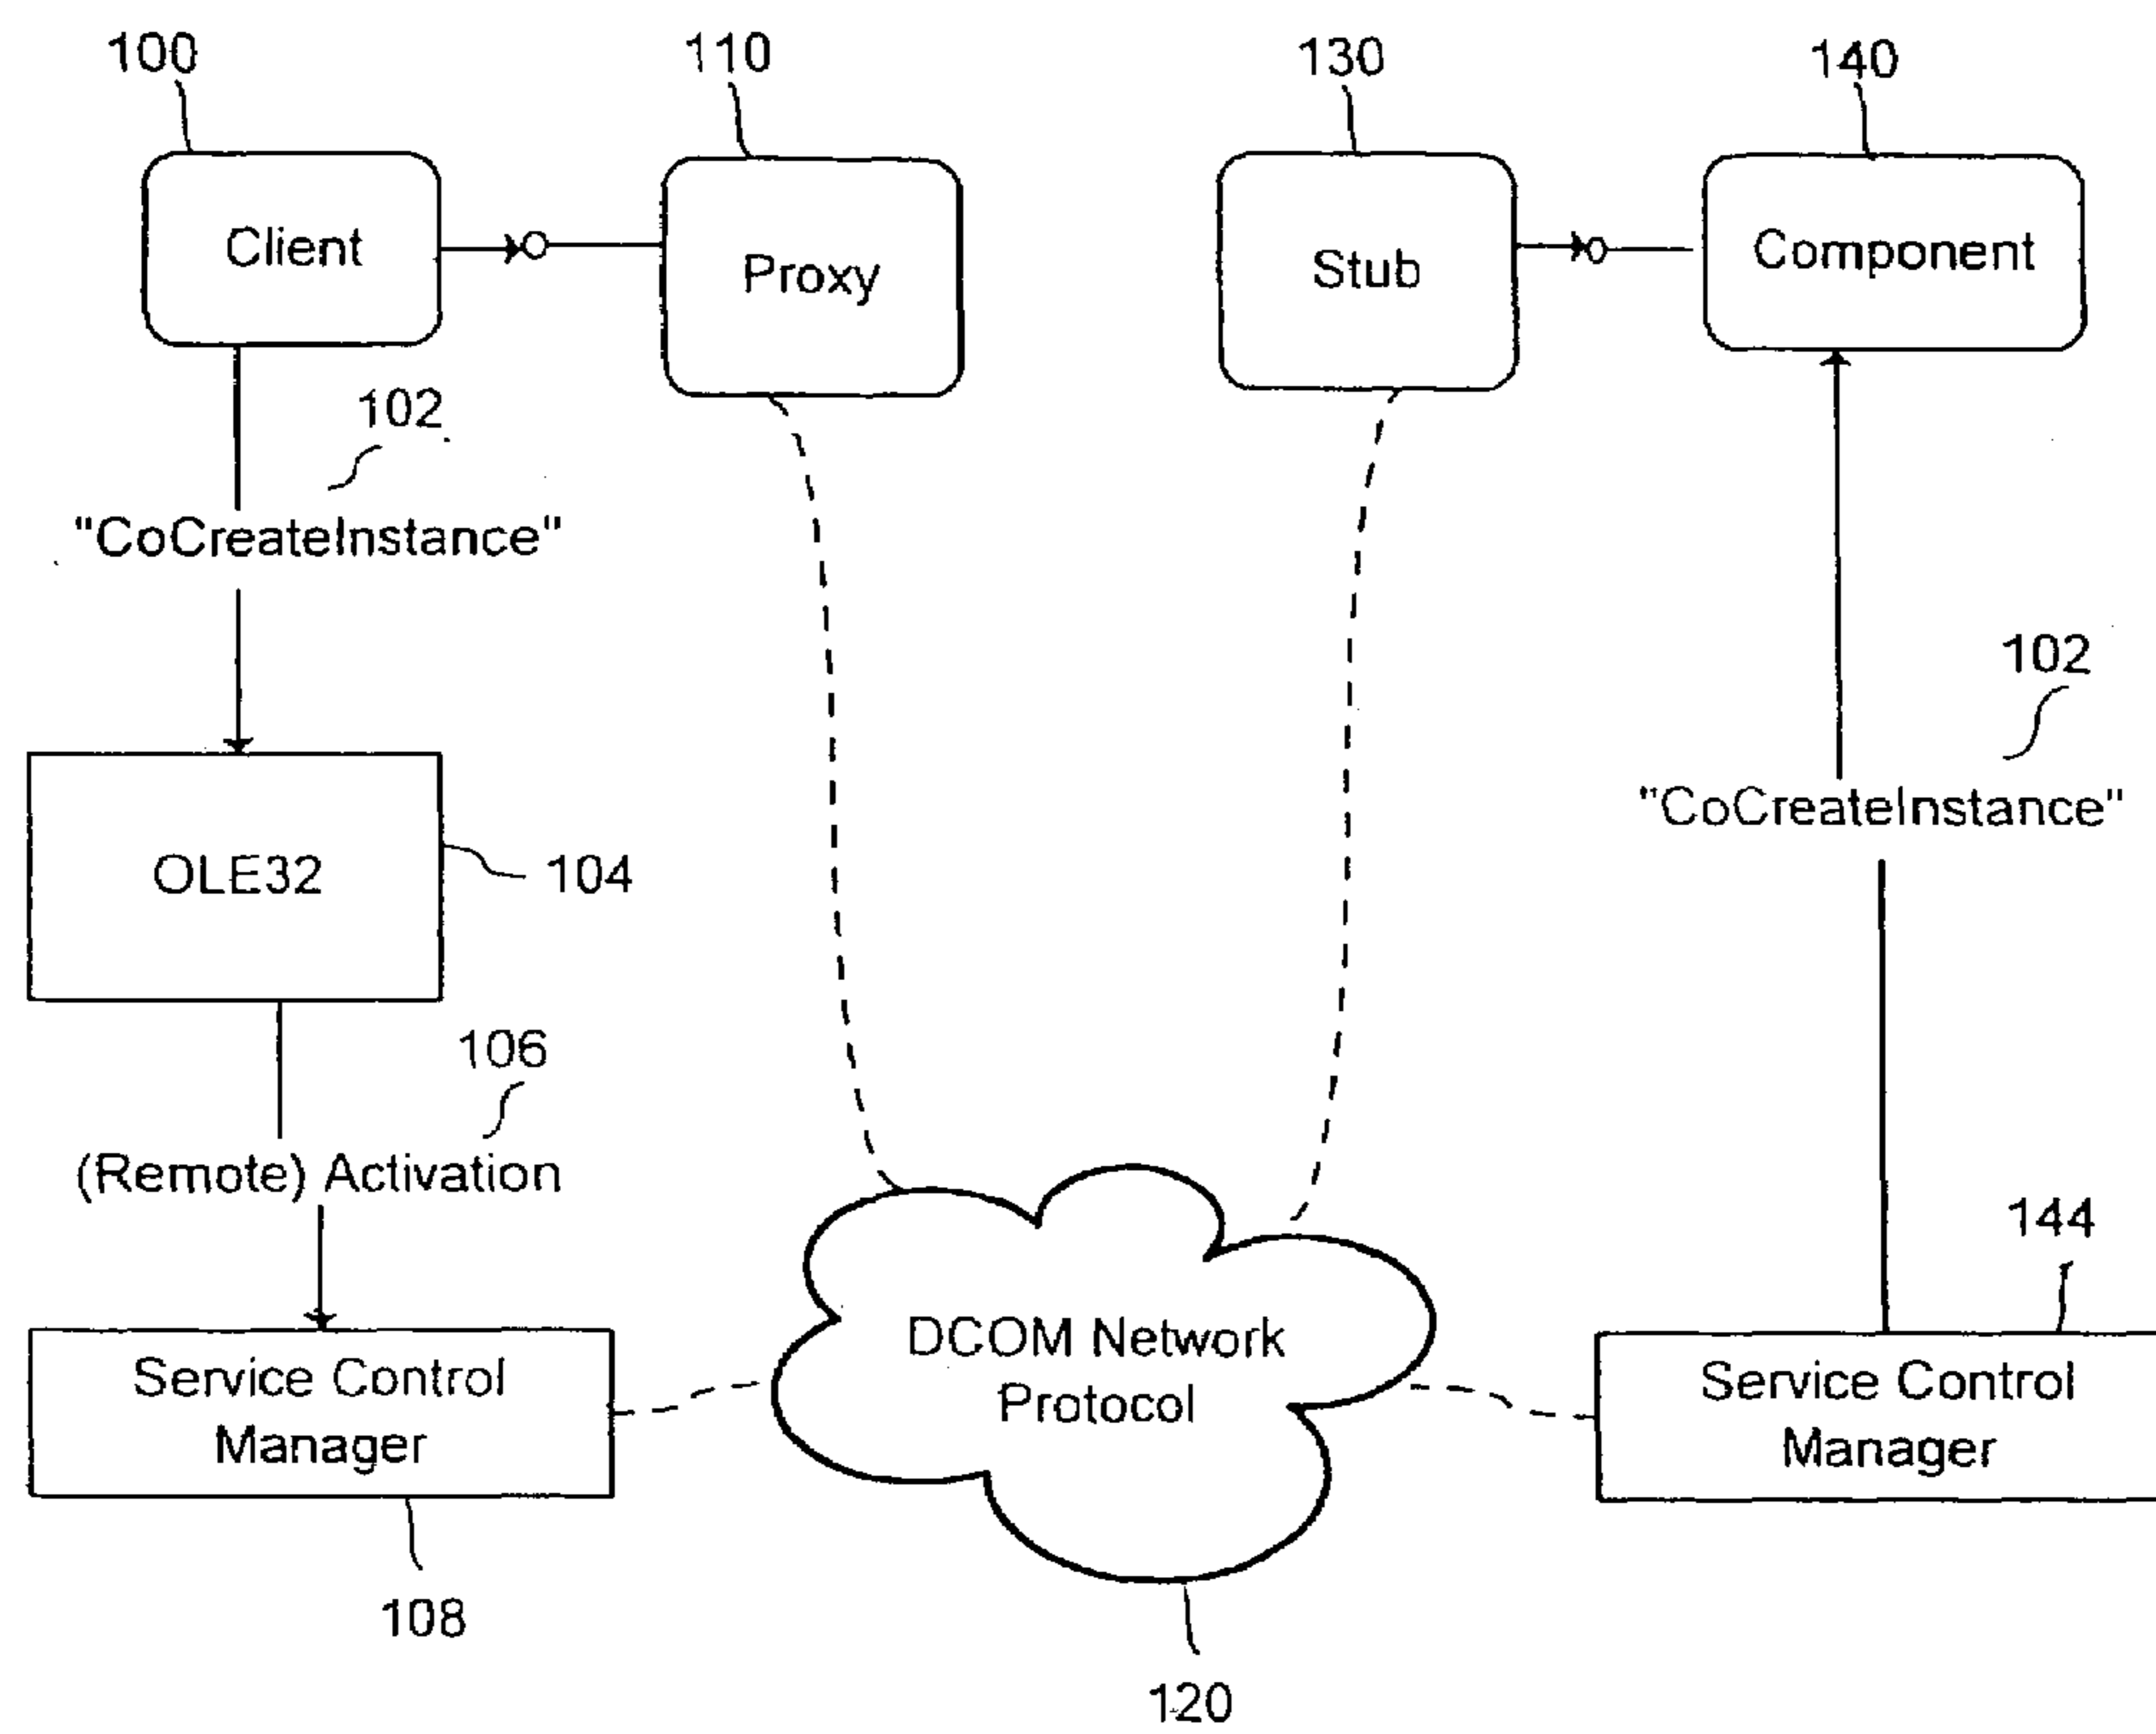 100
110
130
140
Client
Proxy
Stub
Component
102
"CoCreateInstance"
102
"CoCreateInstance"
OLE32
104
106
(Remote) Activation
144
DCOM Network
Protocol
Service Control
Manager
Service Control
Manager
108
120